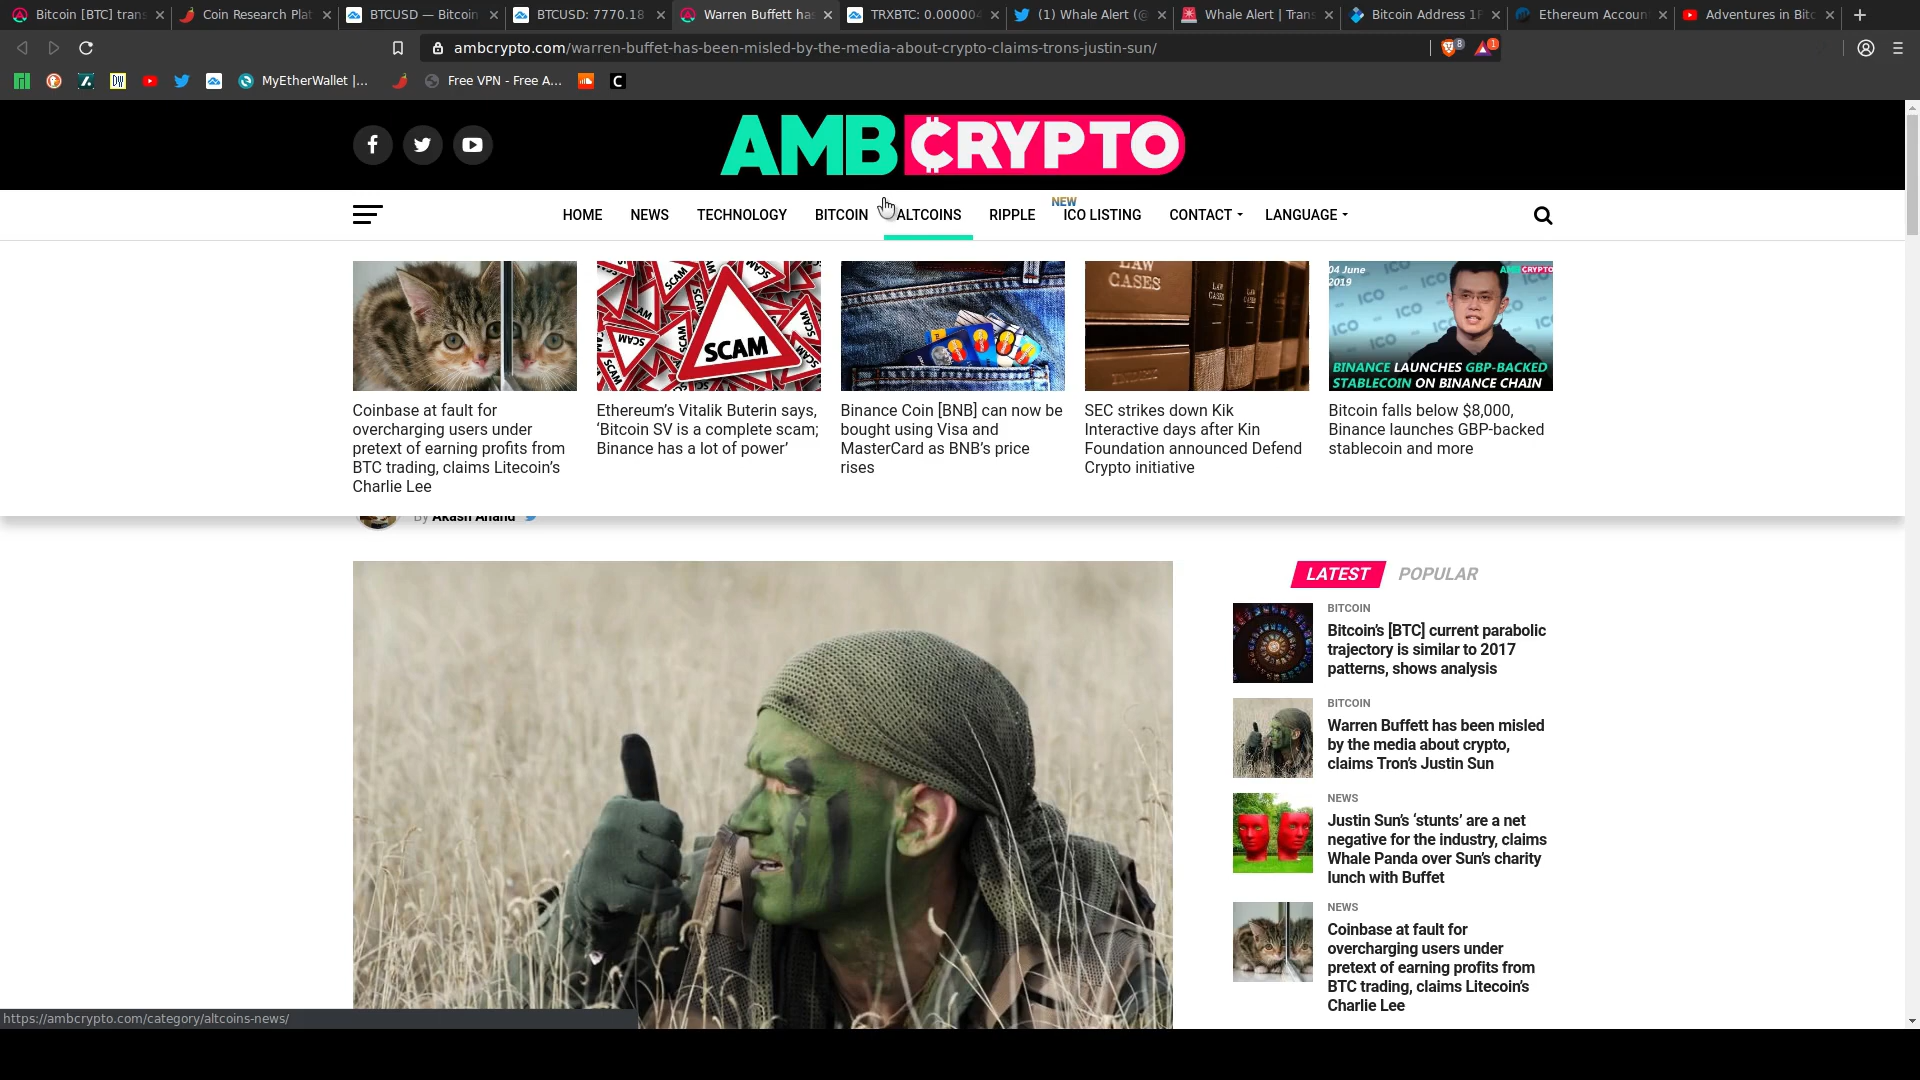 Bitcoin [BTC] trans
Coin Research Plat
BTCUSD — Bitcoin
BTCUSD: 7770.18
Warren Buffett has
TRXBTC: 0.000004
(1) Whale Alert (@
Whale Alert | Trans
Bitcoin Address 1F
Ethereum Account
Adventures in Bitc
ambcrypto.com/warren-buffet-has-been-misled-by-the-media-about-crypto-claims-trons-justin-sun/
8
1
DW
MyEtherWallet |...
Free VPN - Free A...
C
AMBCRYPTO
HOME
NEWS
TECHNOLOGY
BITCOIN
ALTCOINS
RIPPLE
NEW
ICO LISTING
CONTACT
LANGUAGE
SCAM
LAW
CASES
04 June
2019
AMBCRYPTO
ICO
BINANCE LAUNCHES GBP-BACKED
STABLECOIN ON BINANCE CHAIN
Coinbase at fault for
overcharging users under
pretext of earning profits from
BTC trading, claims Litecoin’s
Charlie Lee
Ethereum’s Vitalik Buterin says,
‘Bitcoin SV is a complete scam;
Binance has a lot of power’
Binance Coin [BNB] can now be
bought using Visa and
MasterCard as BNB’s price
rises
SEC strikes down Kik
Interactive days after Kin
Foundation announced Defend
Crypto initiative
Bitcoin falls below $8,000,
Binance launches GBP-backed
stablecoin and more
By Akash Anand
LATEST
POPULAR
BITCOIN
Bitcoin’s [BTC] current parabolic
trajectory is similar to 2017
patterns, shows analysis
BITCOIN
Warren Buffett has been misled
by the media about crypto,
claims Tron’s Justin Sun
NEWS
Justin Sun’s ‘stunts’ are a net
negative for the industry, claims
Whale Panda over Sun’s charity
lunch with Buffet
NEWS
Coinbase at fault for
overcharging users under
pretext of earning profits from
BTC trading, claims Litecoin’s
Charlie Lee
https://ambcrypto.com/category/altcoins-news/